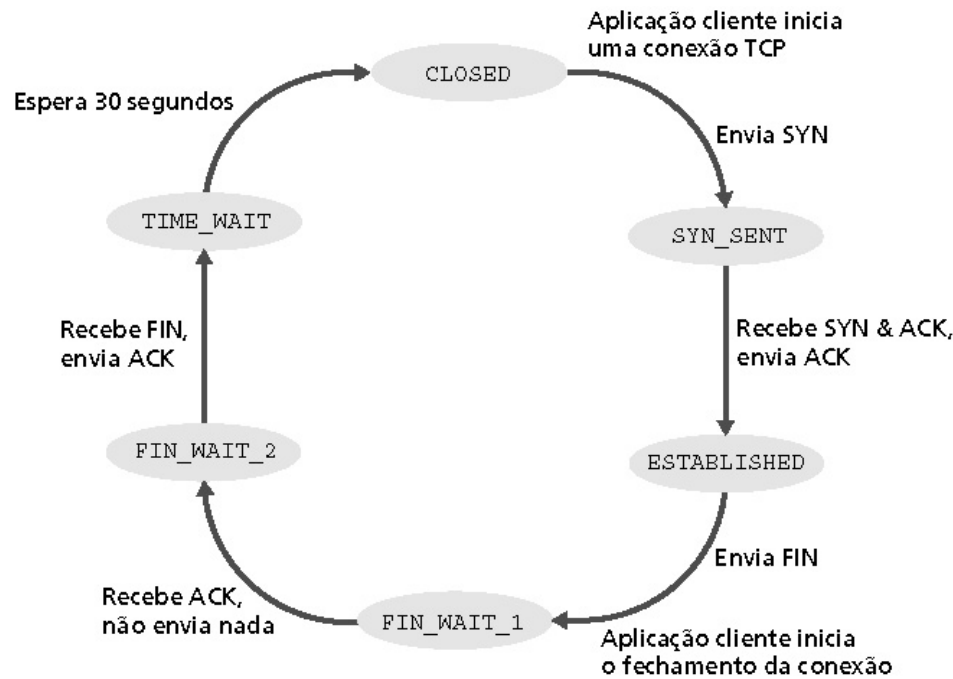 Aplicação cliente inicia
uma conexão TCP
CLOSED
Espera 30 segundos
Envia SYN
TIME_WAIT
SYN_SENT
Recebe FIN,
envia ACK
Recebe SYN & ACK,
envia ACK
FIN_WAIT_2
ESTABLISHED
Envia FIN
Recebe ACK,
não envia nada
FIN_WAIT_1
Aplicação cliente inicia
o fechamento da conexão